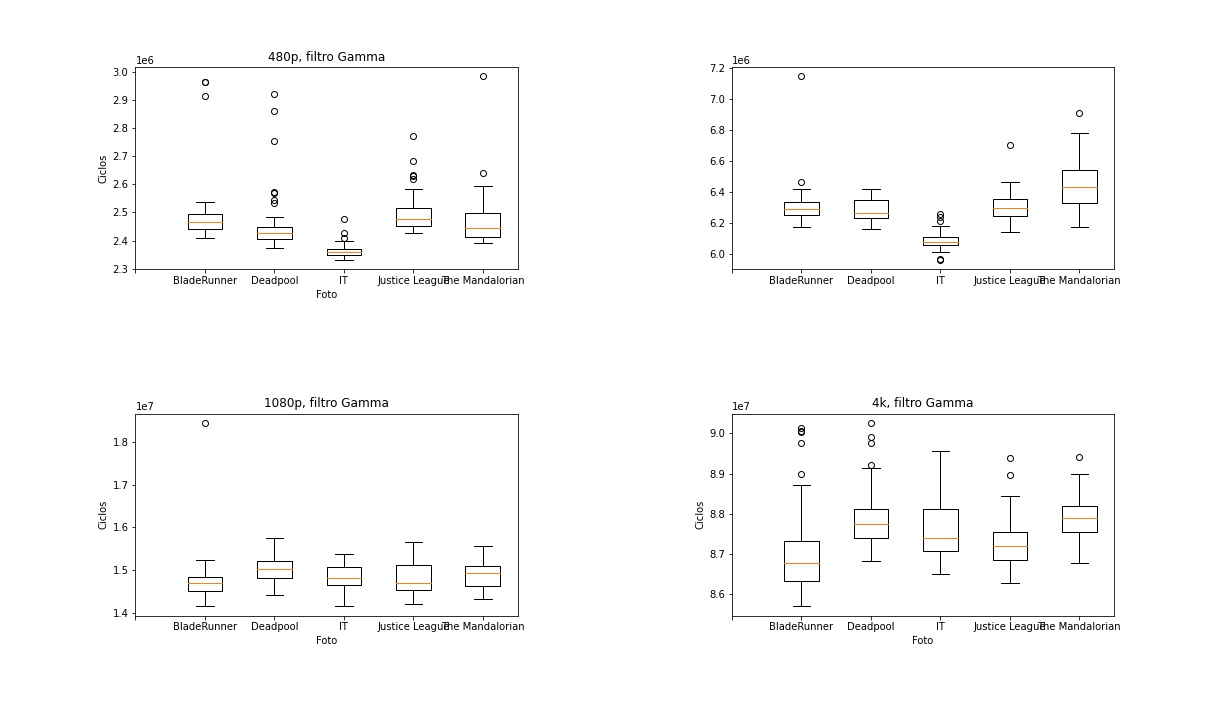 480p, filtro Gamma
1e6
3.0
2.9
2.8
2.7
2.6
2.5
2.4
2.3
Ciclos
BladeRunner Deadpool IT Justice League The Mandalorian
Foto
1e6
7.2
7.0
6.8
6.6
6.4
6.2
6.0
BladeRunner Deadpool IT Justice League The Mandalorian
1080p, filtro Gamma
1e7
1.8
1.7
1.6
1.5
1.4
Ciclos
BladeRunner Deadpool IT Justice League The Mandalorian
Foto
4k, filtro Gamma
1e7
9.0
8.9
8.8
8.7
8.6
Ciclos
BladeRunner Deadpool IT Justice League The Mandalorian
Foto